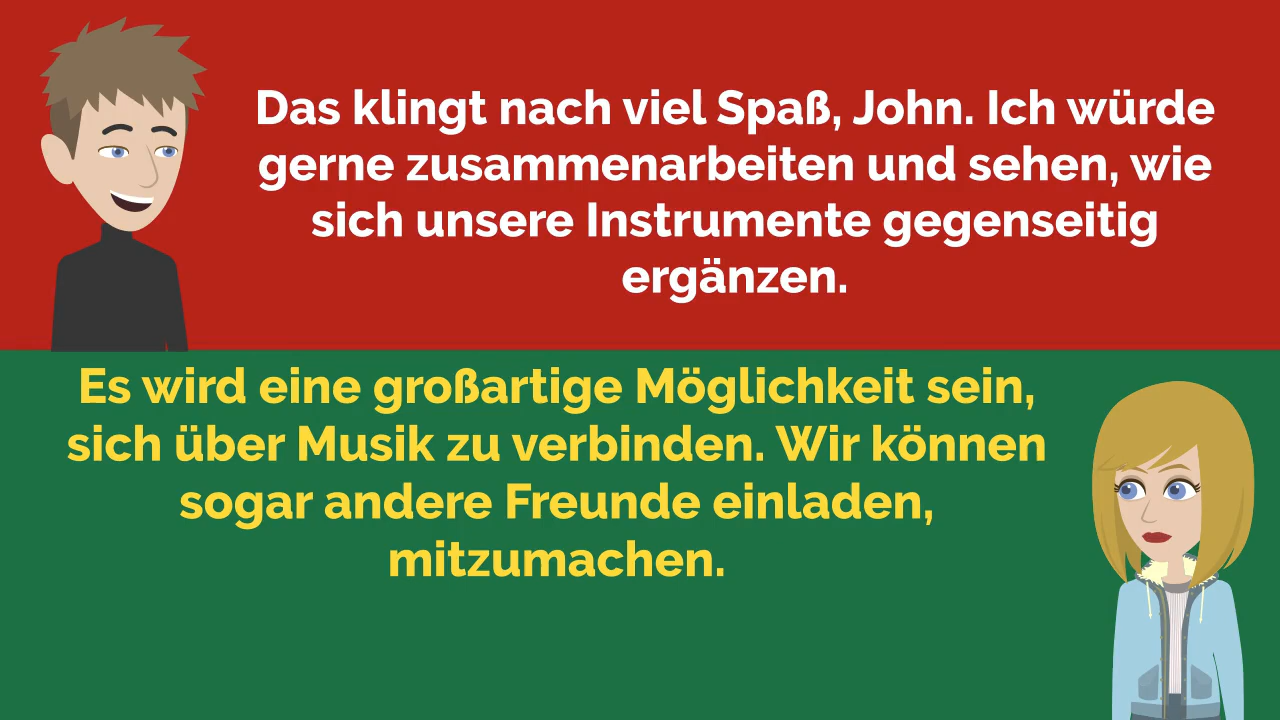 Das klingt nach viel Spaß, John. Ich würde
gerne zusammenarbeiten und sehen, wie
sich unsere Instrumente gegenseitig
ergänzen.
Es wird eine großartige Möglichkeit sein,
sich über Musik zu verbinden. Wir können
sogar andere Freunde einladen,
mitzumachen.